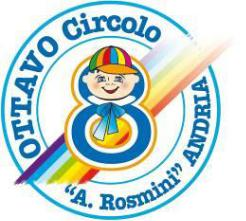 OTTAVO Circolo
8
"A. Rosmini" ANDRIA